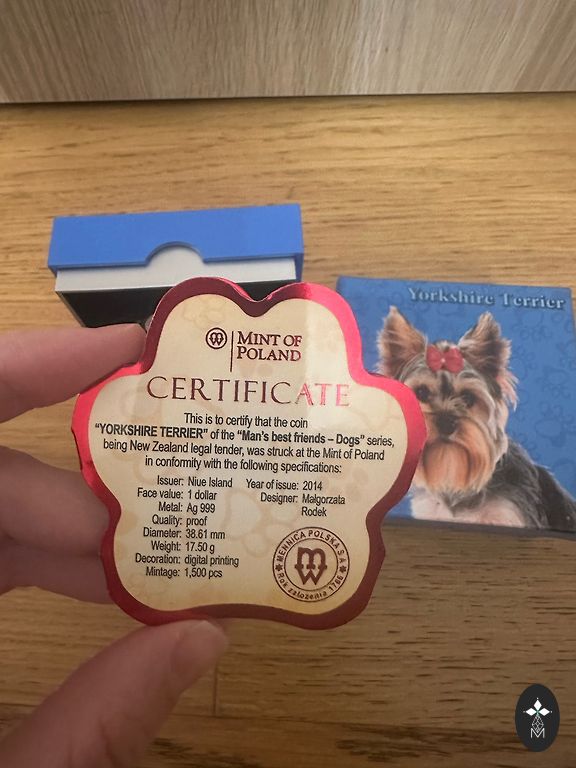 Yorkshire Terrier
MINT OF
POLAND
CERTIFICATE
This is to certify that the coin
"YORKSHIRE TERRIER" of the "Man's best friends – Dogs" series,
being New Zealand legal tender, was struck at the Mint of Poland
in conformity with the following specifications:
Issuer: Niue Island
Face value: 1 dollar
Metal: Ag 999
Quality: proof
Diameter: 38.61 mm
Weight: 17.50 g
Decoration: digital printing
Mintage: 1,500 pcs
Year of issue: 2014
Designer: Małgorzata
Rodek
MENNICA POLSKA S.A.
Rok założenia 1766
M